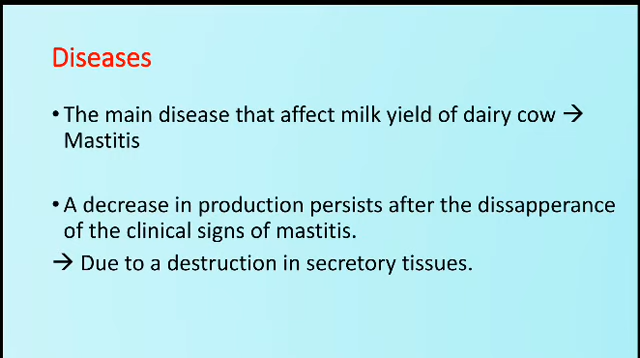 Diseases
• The main disease that affect milk yield of dairy cow →
Mastitis
• A decrease in production persists after the dissapperance
of the clinical signs of mastitis.
→ Due to a destruction in secretory tissues.